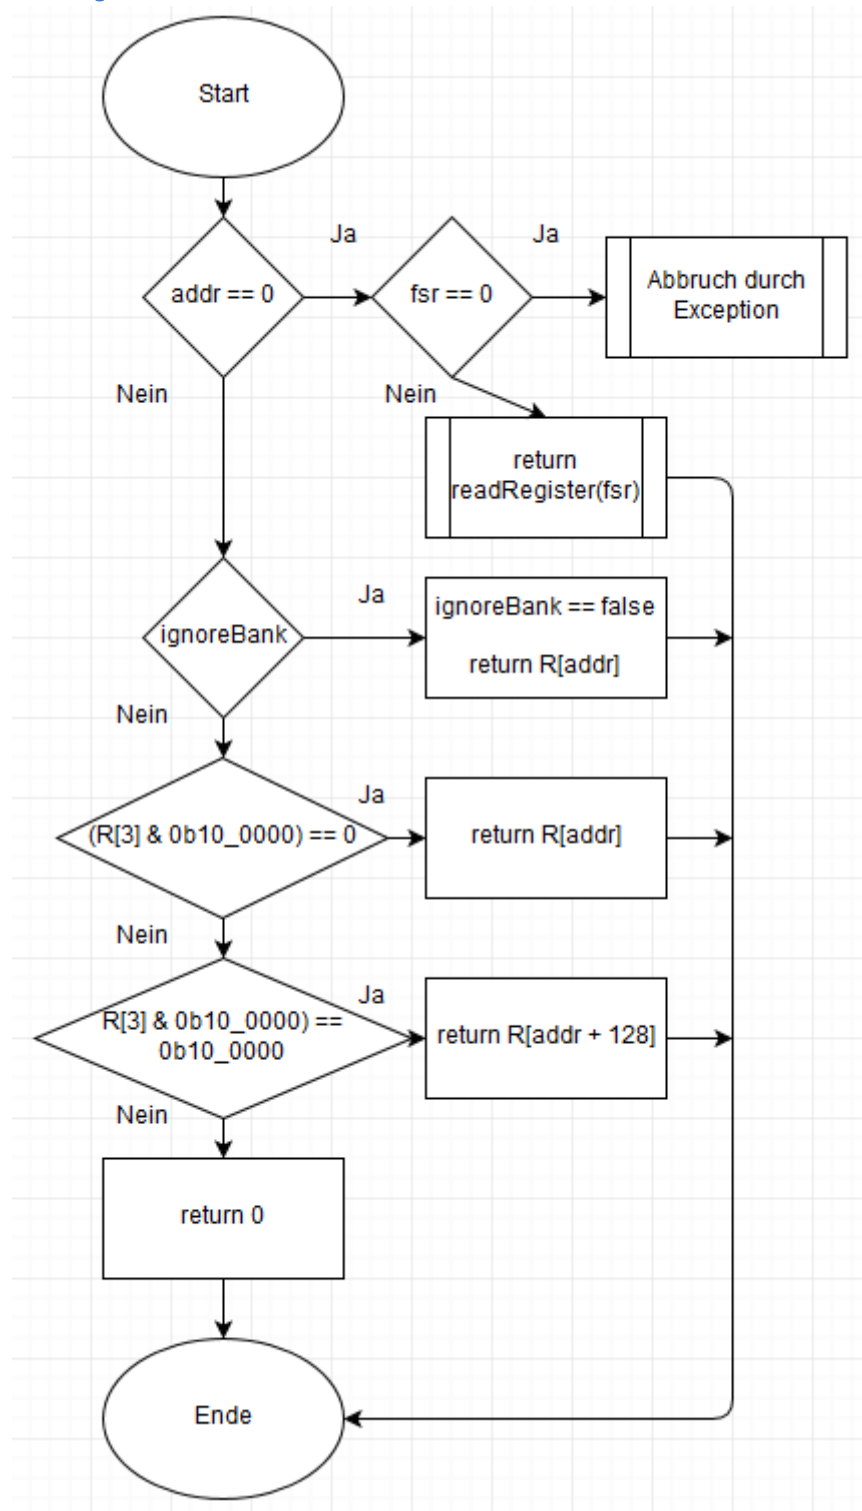 Start
addr == 0
Ja
fsr == 0
Ja
Abbruch durch
Exception
Nein
Nein
return
readRegister(fsr)
ignoreBank
Ja
ignoreBank == false
return R[addr]
Nein
(R[3] & 0b10_0000) == 0
Ja
return R[addr]
Nein
R[3] & 0b10_0000) ==
0b10_0000
Ja
return R[addr + 128]
Nein
return 0
Ende